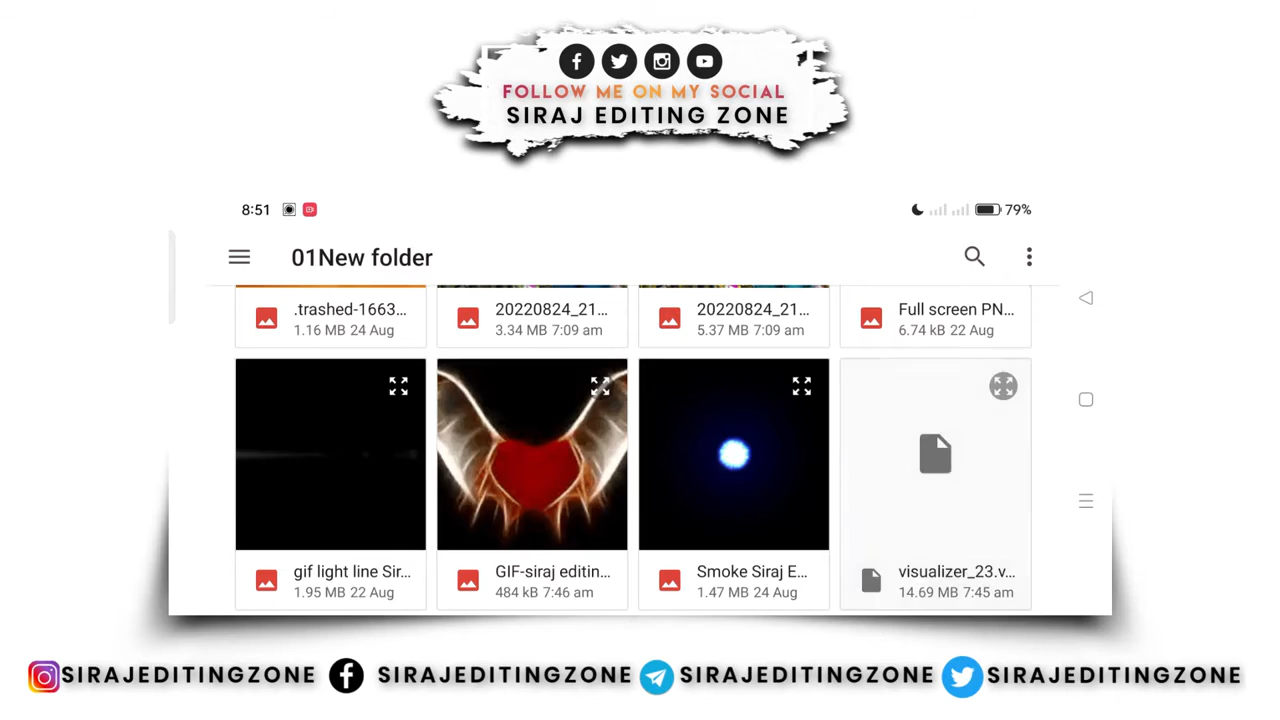 FOLLOW ME ON MY SOCIAL
SIRAJ EDITING ZONE
8:51 79%
01New folder
.trashed-1663...
1.16 MB 24 Aug
20220824_21...
3.34 MB 7:09 am
20220824_21...
5.37 MB 7:09 am
Full screen PN...
6.74 kB 22 Aug
gif light line Sir...
1.95 MB 22 Aug
GIF-siraj editin...
484 kB 7:46 am
Smoke Siraj E...
1.47 MB 24 Aug
visualizer_23.v...
14.69 MB 7:45 am
SIRAJEDITINGZONE SIRAJEDITINGZONE SIRAJEDITINGZONE SIRAJEDITINGZONE